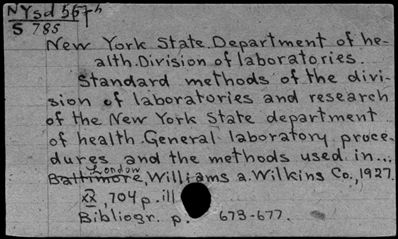 NYsd 557h
S 785
New York State. Department of he-
alth. Division of laboratories.
Standard methods of the divi-
sion of laboratories and research
of the New York State department
of health. General laboratory proce-
dures and the methods used in...
London
Baltimore, Williams a. Wilkins Co., 1927.
xx, 704 p. ill
Bibliogr. p. 673-677.